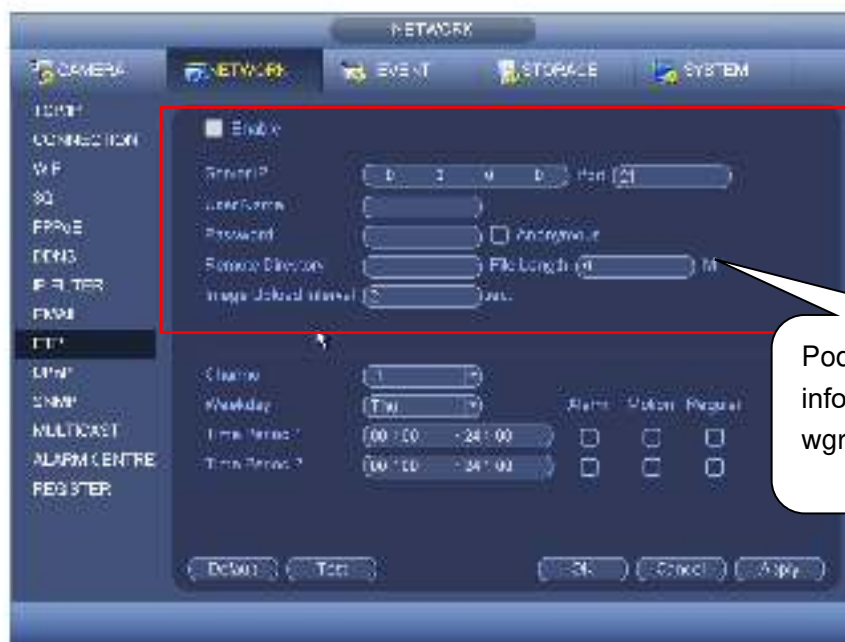 NETWORK
CAMERA NETWORK EVENT STORAGE SYSTEM
TCP/IP
CONNECTION
WIFI
3G
PPPoE
DDNS
IP FILTER
EMAIL
FTP
UPnP
SNMP
MULTICAST
ALARM CENTRE
REGISTER
Enable
Server IP Port 21
User Name
Password Anonymous
Remote Directory File Length M
Image Upload Interval 2 sec.
Channel 1
Weekday Thu Alarm Motion Regular
Time Period 1 00:00 -24:00
Time Period 2 00:00 -24:00
Default Test OK Cancel Apply
Pod
info
wgr